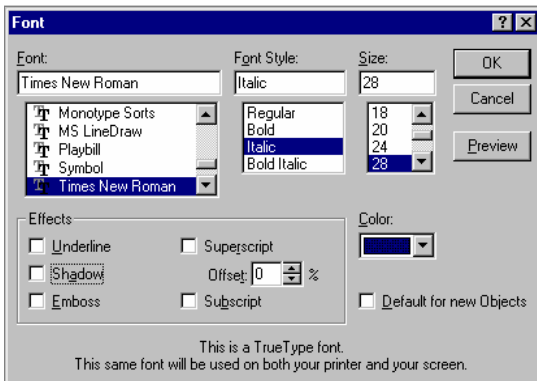 Font
Font: Font Style: Size:
Times New Roman Italic 28
OK
Cancel
Preview
Monotype Sorts
MS LineDraw
Playbill
Symbol
Times New Roman
Regular
Bold
Italic
Bold Italic
18
20
24
28
Effects
Underline
Shadow
Emboss
Superscript
Offset: 0 %
Subscript
Color:
Default for new Objects
This is a TrueType font.
This same font will be used on both your printer and your screen.